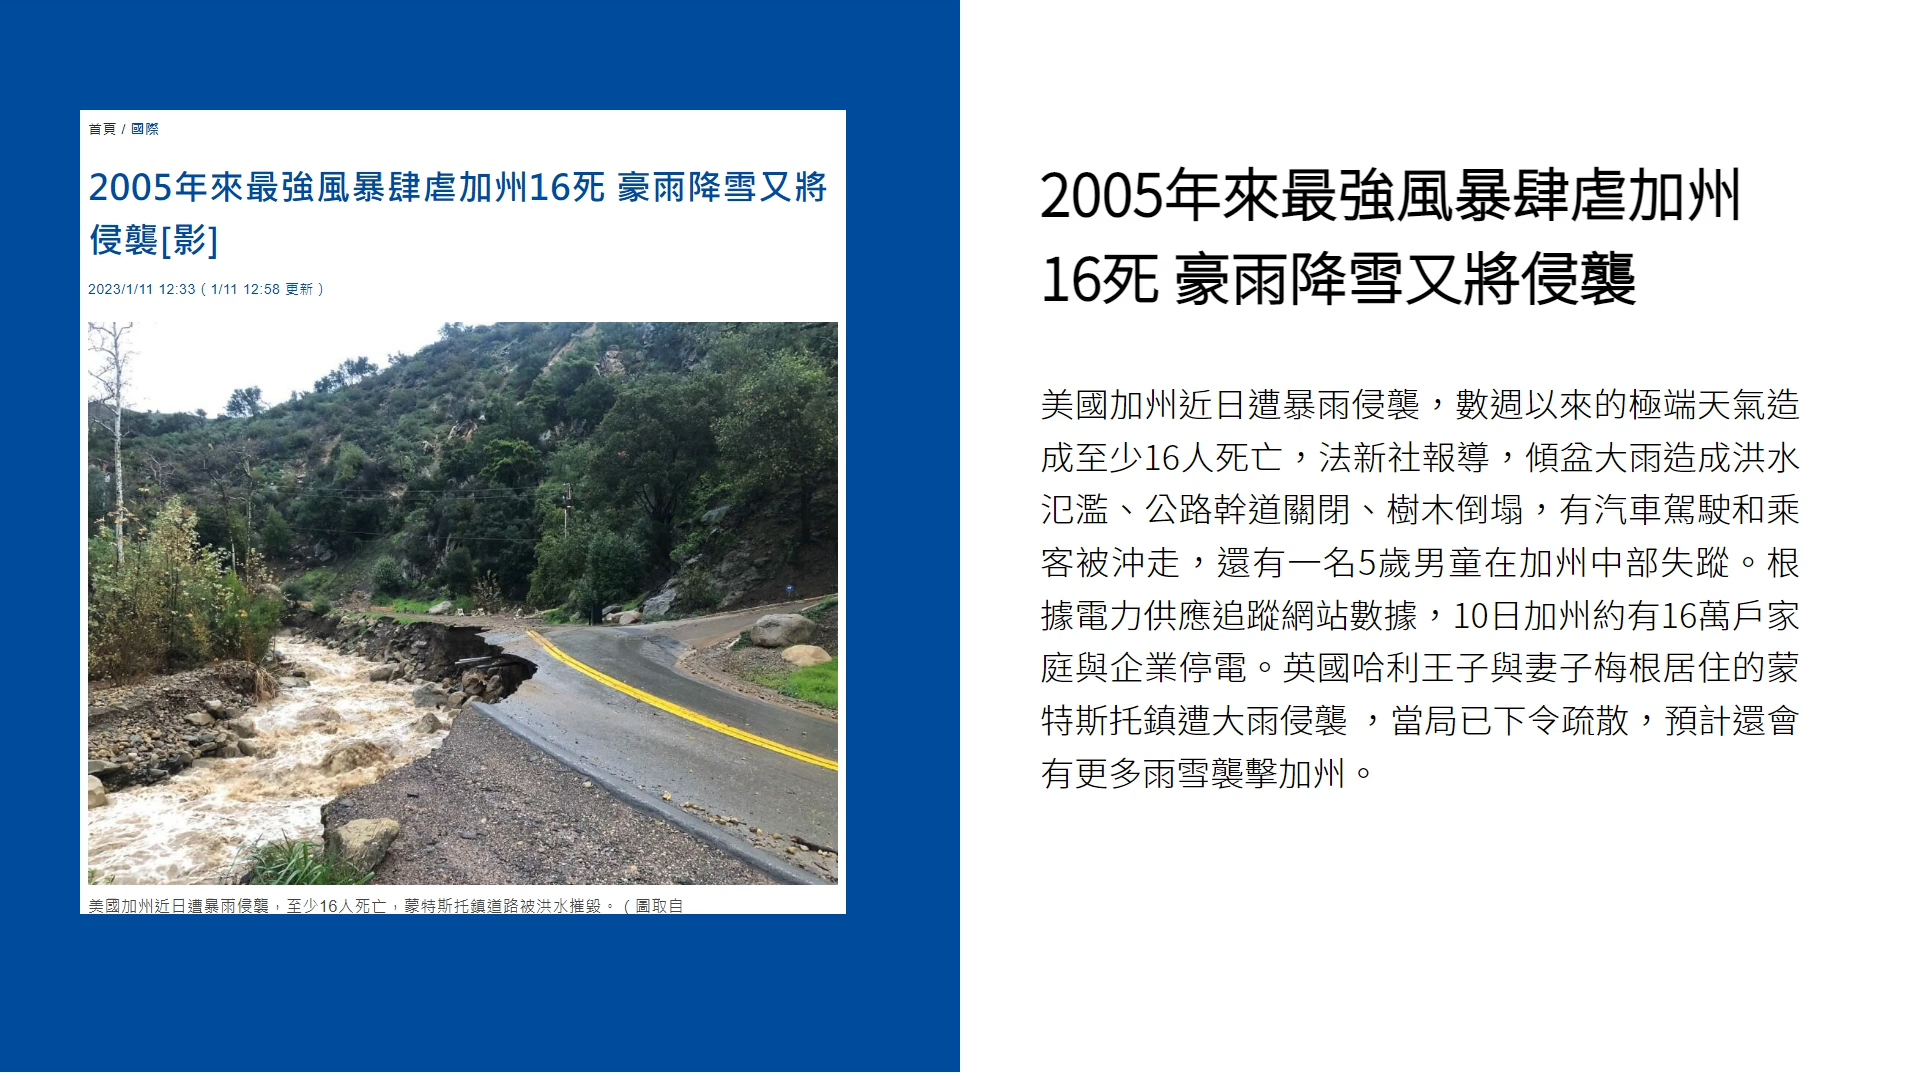 首頁 / 國際
2005年來最強風暴肆虐加州16死 豪雨降雪又將
侵襲[影]
2023/1/11 12:33（1/11 12:58 更新）
美國加州近日遭暴雨侵襲，至少16人死亡，蒙特斯托鎮道路被洪水摧毀。（圖取自
2005年來最強風暴肆虐加州
16死 豪雨降雪又將侵襲
美國加州近日遭暴雨侵襲，數週以來的極端天氣造
成至少16人死亡，法新社報導，傾盆大雨造成洪水
氾濫、公路幹道關閉、樹木倒塌，有汽車駕駛和乘
客被沖走，還有一名5歲男童在加州中部失蹤。根
據電力供應追蹤網站數據，10日加州約有16萬戶家
庭與企業停電。英國哈利王子與妻子梅根居住的蒙
特斯托鎮遭大雨侵襲 ，當局已下令疏散，預計還會
有更多雨雪襲擊加州。